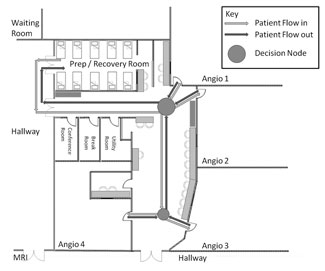 Waiting
Room
Key
Patient Flow in
Patient Flow out
Decision Node
Prep / Recovery Room
Angio 1
Hallway
Conference
Room
Break
Room
Utility
Room
Angio 2
Angio 4
Angio 3
MRI
Hallway